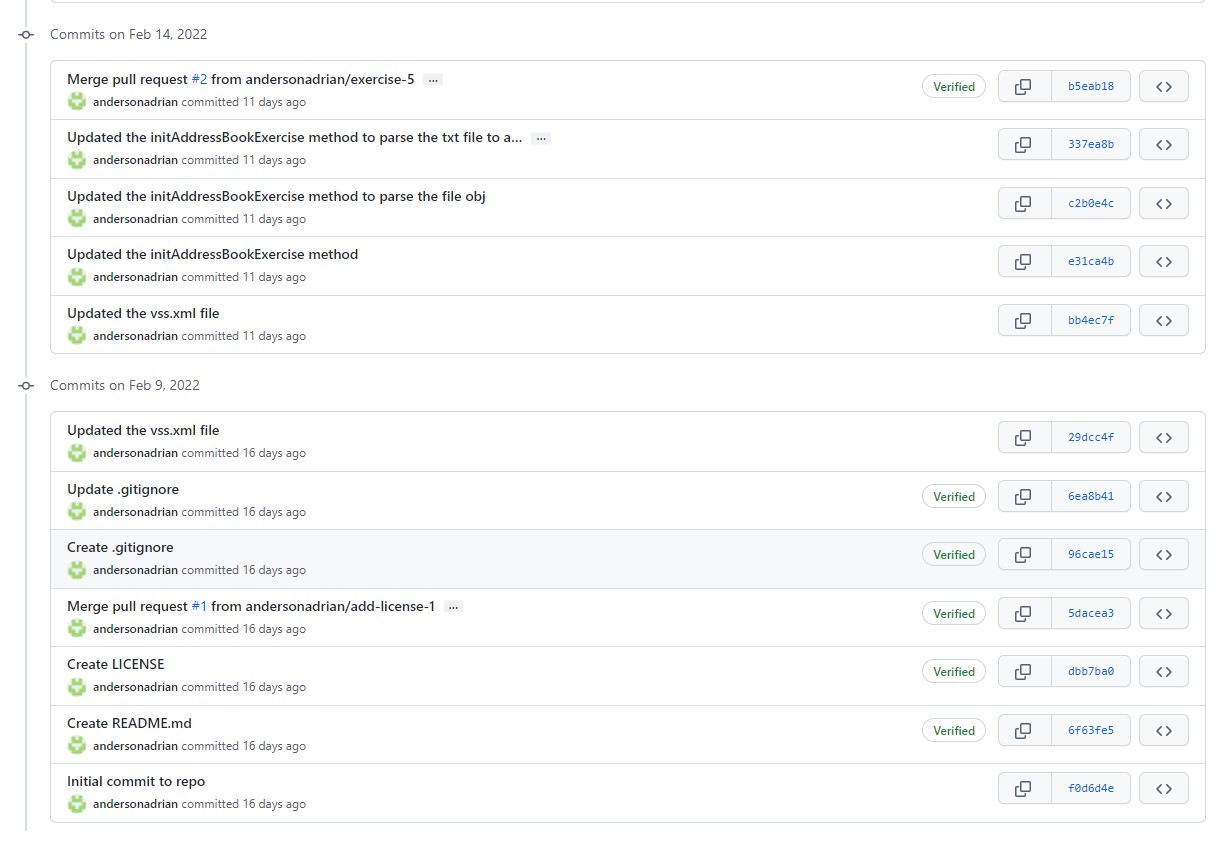 Commits on Feb 14, 2022
Merge pull request #2 from andersonadrian/exercise-5 ...
Verified b5eab18
andersonadrian committed 11 days ago
Updated the initAddressBookExercise method to parse the txt file to a... ...
337ea8b
andersonadrian committed 11 days ago
Updated the initAddressBookExercise method to parse the file obj
c2b0e4c
andersonadrian committed 11 days ago
Updated the initAddressBookExercise method
e31ca4b
andersonadrian committed 11 days ago
Updated the vss.xml file
bb4ec7f
andersonadrian committed 11 days ago
Commits on Feb 9, 2022
Updated the vss.xml file
29dcc4f
andersonadrian committed 16 days ago
Update .gitignore
Verified 6ea8b41
andersonadrian committed 16 days ago
Create .gitignore
Verified 96cae15
andersonadrian committed 16 days ago
Merge pull request #1 from andersonadrian/add-license-1 ...
Verified 5dacea3
andersonadrian committed 16 days ago
Create LICENSE
Verified dbb7ba0
andersonadrian committed 16 days ago
Create README.md
Verified 6f63fe5
andersonadrian committed 16 days ago
Initial commit to repo
f0d6d4e
andersonadrian committed 16 days ago